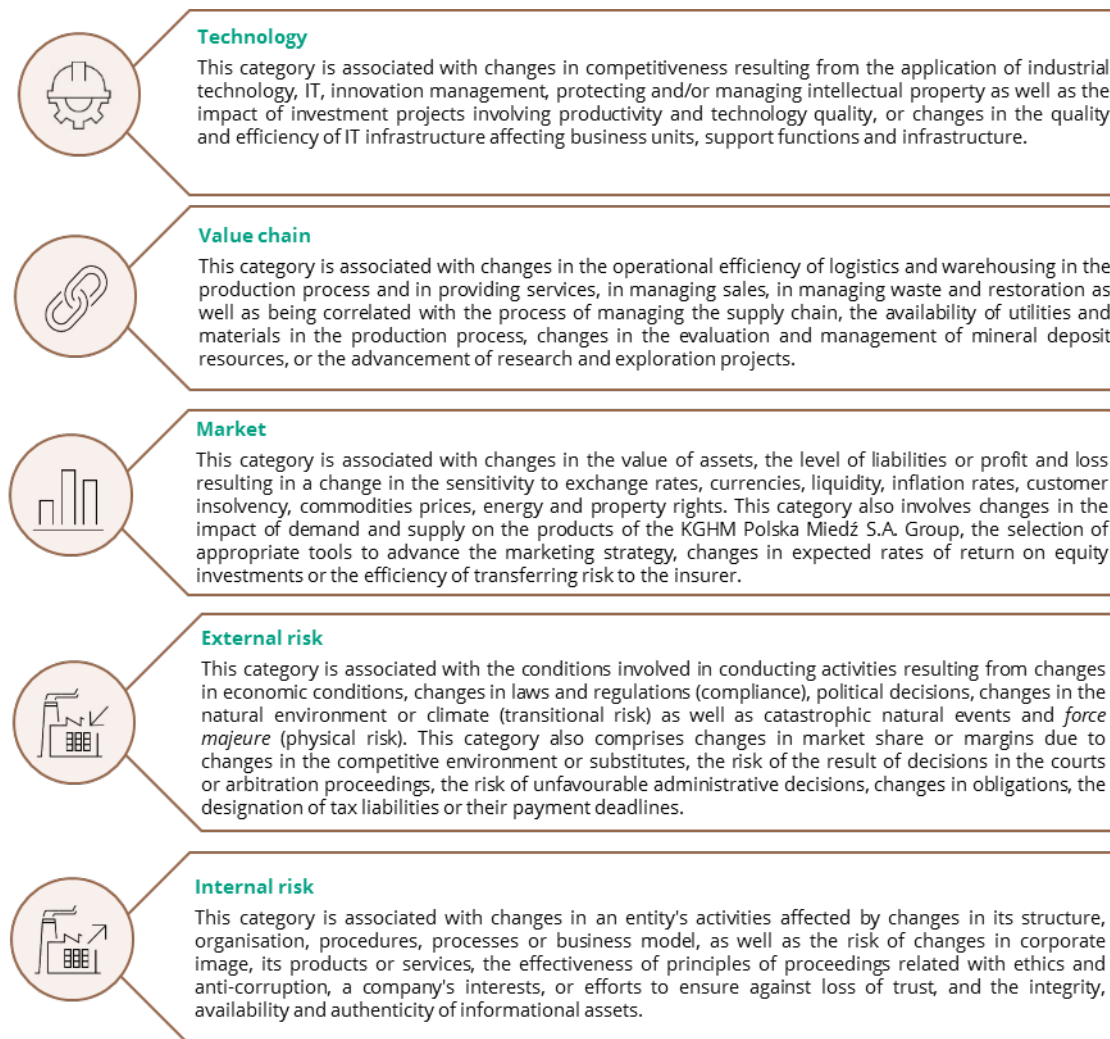 Technology
This category is associated with changes in competitiveness resulting from the application of industrial
technology, IT, innovation management, protecting and/or managing intellectual property as well as the
impact of investment projects involving productivity and technology quality, or changes in the quality
and efficiency of IT infrastructure affecting business units, support functions and infrastructure.
Value chain
This category is associated with changes in the operational efficiency of logistics and warehousing in the
production process and in providing services, in managing sales, in managing waste and restoration as
well as being correlated with the process of managing the supply chain, the availability of utilities and
materials in the production process, changes in the evaluation and management of mineral deposit
resources, or the advancement of research and exploration projects.
Market
This category is associated with changes in the value of assets, the level of liabilities or profit and loss
resulting in a change in the sensitivity to exchange rates, currencies, liquidity, inflation rates, customer
insolvency, commodities prices, energy and property rights. This category also involves changes in the
impact of demand and supply on the products of the KGHM Polska Miedź S.A. Group, the selection of
appropriate tools to advance the marketing strategy, changes in expected rates of return on equity
investments or the efficiency of transferring risk to the insurer.
External risk
This category is associated with the conditions involved in conducting activities resulting from changes
in economic conditions, changes in laws and regulations (compliance), political decisions, changes in the
natural environment or climate (transitional risk) as well as catastrophic natural events and force
majeure (physical risk). This category also comprises changes in market share or margins due to
changes in the competitive environment or substitutes, the risk of the result of decisions in the courts
or arbitration proceedings, the risk of unfavourable administrative decisions, changes in obligations, the
designation of tax liabilities or their payment deadlines.
Internal risk
This category is associated with changes in an entity's activities affected by changes in its structure,
organisation, procedures, processes or business model, as well as the risk of changes in corporate
image, its products or services, the effectiveness of principles of proceedings related with ethics and
anti-corruption, a company's interests, or efforts to ensure against loss of trust, and the integrity,
availability and authenticity of informational assets.